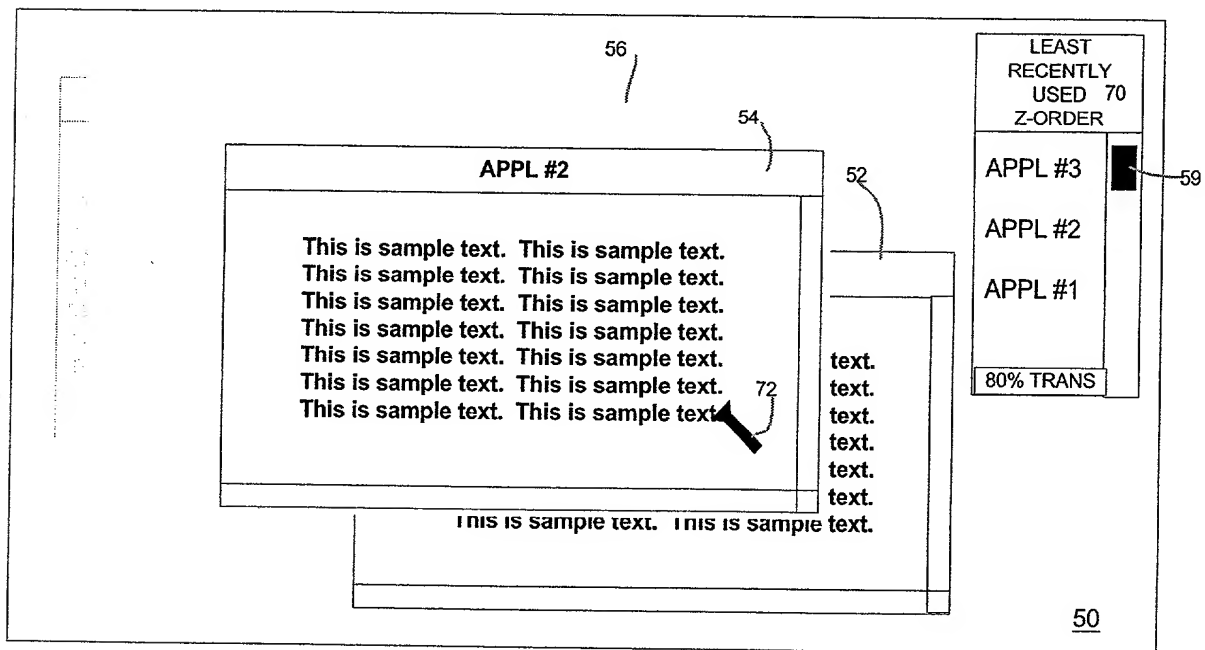 56
LEAST
RECENTLY
USED 70
Z-ORDER
54
APPL #2
52
APPL #3
59
APPL #2
APPL #1
This is sample text. This is sample text.
This is sample text. This is sample text.
This is sample text. This is sample text.
This is sample text. This is sample text.
This is sample text. This is sample text.
This is sample text. This is sample text.
This is sample text. This is sample text.
72
text.
text.
text.
text.
text.
text.
This is sample text. This is sample text.
80% TRANS
50